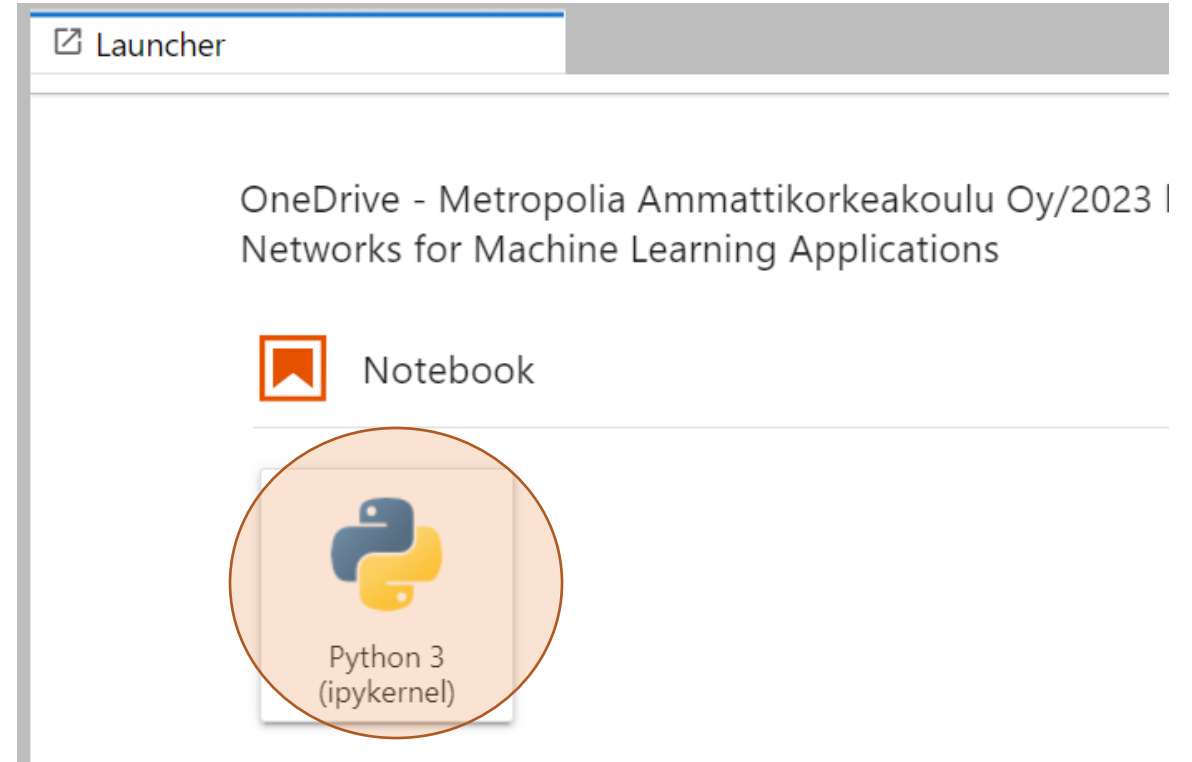 Launcher
OneDrive - Metropolia Ammattikorkeakoulu Oy/2023
Networks for Machine Learning Applications
Notebook
Python 3
(ipykernel)